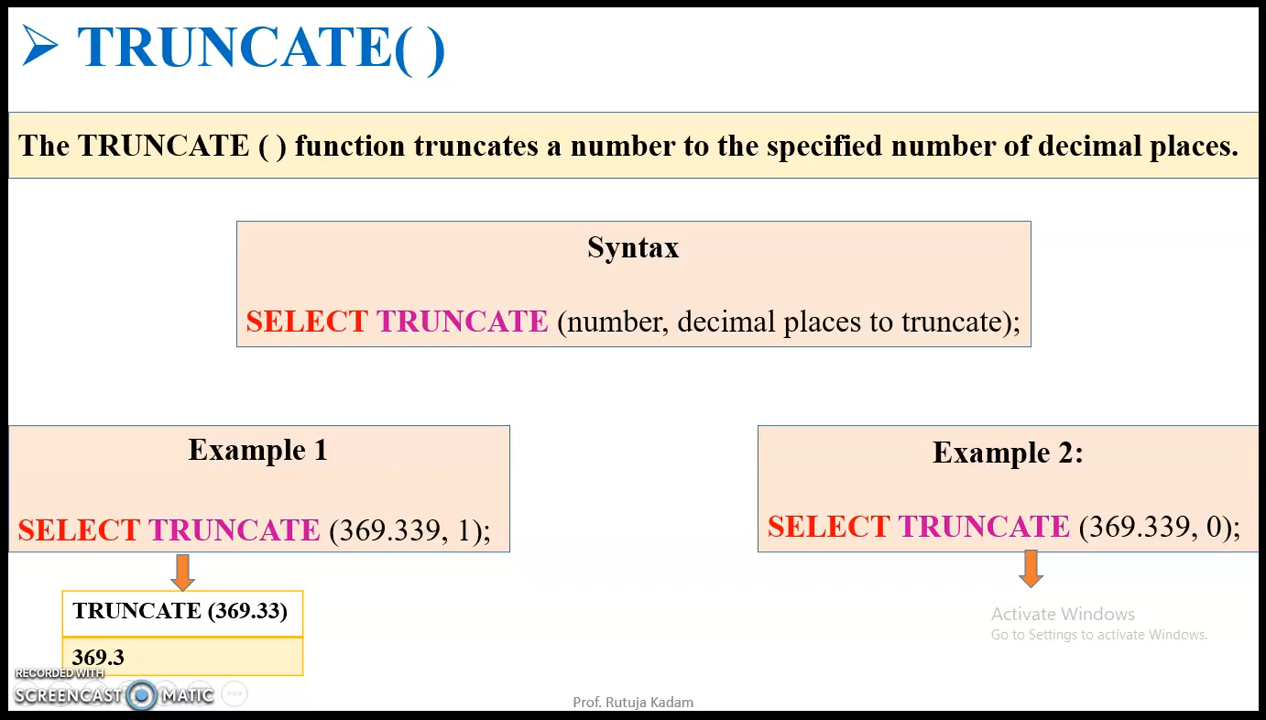 ➢ TRUNCATE( )
The TRUNCATE ( ) function truncates a number to the specified number of decimal places.
Syntax
SELECT TRUNCATE (number, decimal places to truncate);
Example 1
SELECT TRUNCATE (369.339, 1);
TRUNCATE (369.33)
369.3
Example 2:
SELECT TRUNCATE (369.339, 0);
Activate Windows
Go to Settings to activate Windows.
RECORDED WITH
SCREENCAST MATIC
Prof. Rutuja Kadam